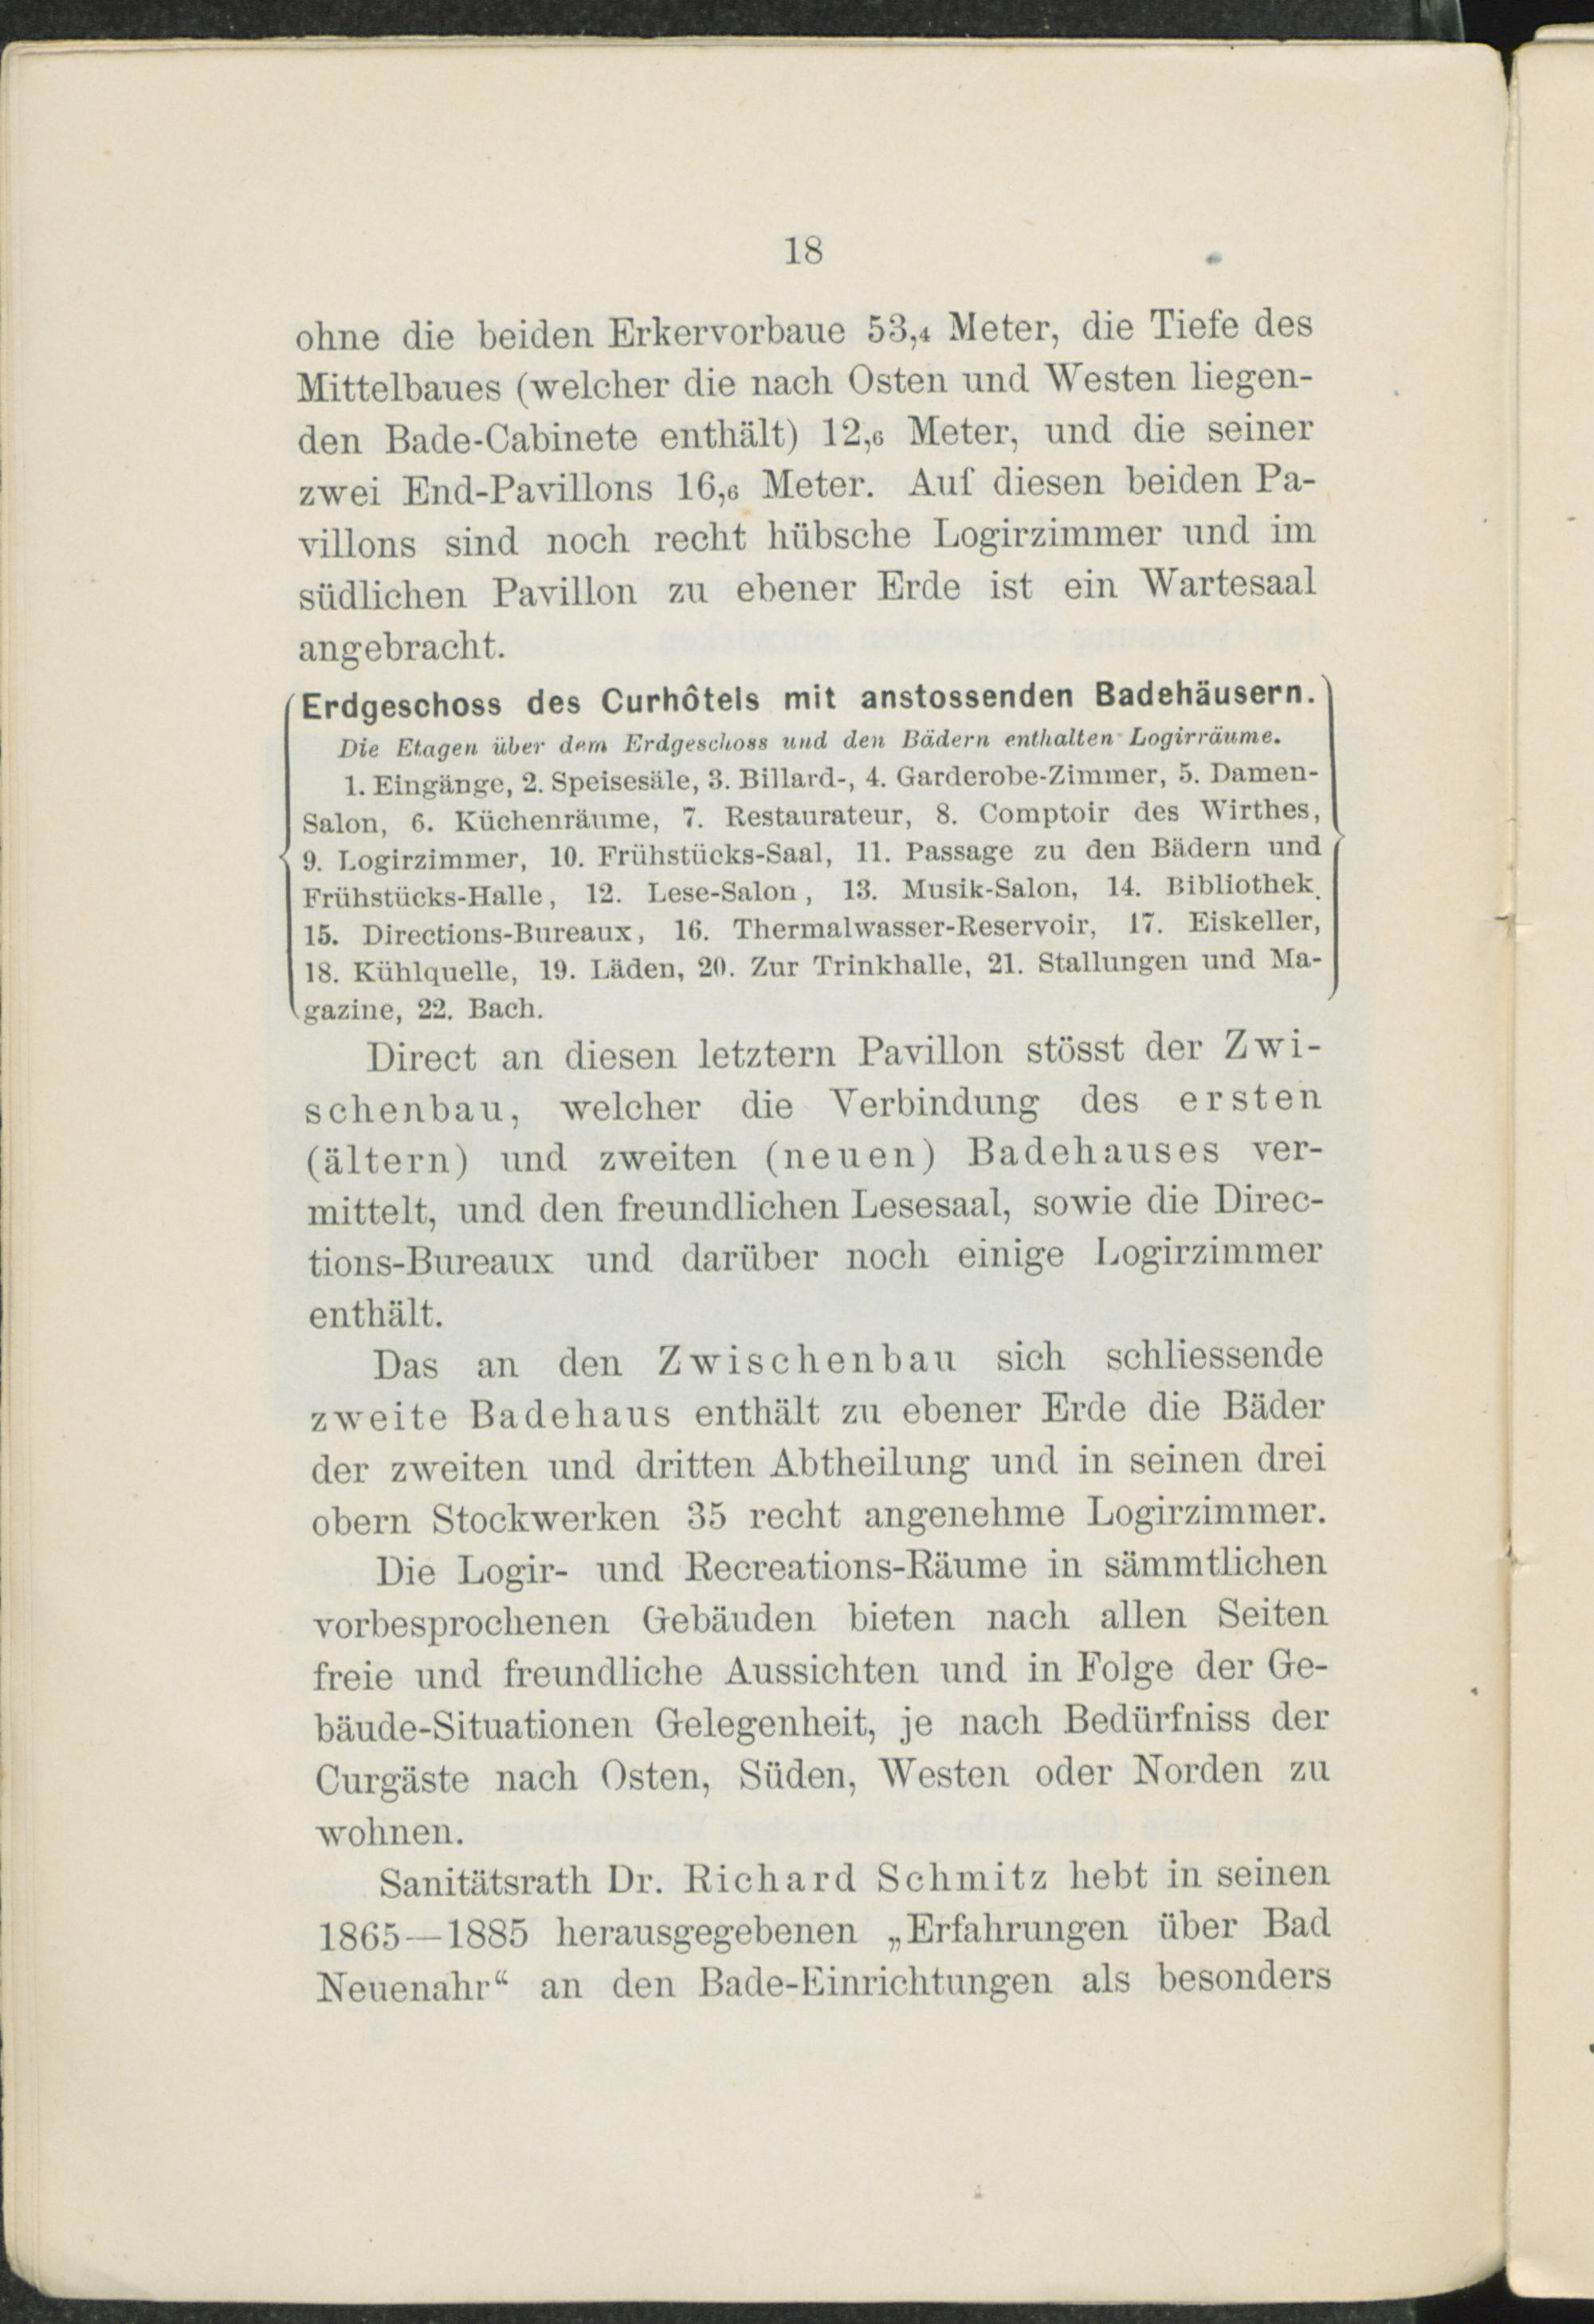 18
ohne die beiden Erkervorbaue 53,4 Meter, die Tiefe des
Mittelbaues (welcher die nach Osten und Westen liegen-
den Bade-Cabinete enthält) 12,6 Meter, und die seiner
zwei End-Pavillons 16,6 Meter. Auf diesen beiden Pa-
villons sind noch recht hübsche Logirzimmer und im
südlichen Pavillon zu ebener Erde ist ein Wartesaal
angebracht.
Erdgeschoss des Curhôtels mit anstossenden Badehäusern.
Die Etagen über dem Erdgeschoss und den Bädern enthalten Logirräume.
1. Eingänge, 2. Speisesäle, 3. Billard-, 4. Garderobe-Zimmer, 5. Damen-
Salon, 6. Küchenräume, 7. Restaurateur, 8. Comptoir des Wirthes,
9. Logirzimmer, 10. Frühstücks-Saal, 11. Passage zu den Bädern und
Frühstücks-Halle, 12. Lese-Salon, 13. Musik-Salon, 14. Bibliothek.
15. Directions-Bureaux, 16. Thermalwasser-Reservoir, 17. Eiskeller,
18. Kühlquelle, 19. Läden, 20. Zur Trinkhalle, 21. Stallungen und Ma-
gazine, 22. Bach.
Direct an diesen letztern Pavillon stösst der Zwi-
schenbau, welcher die Verbindung des ersten
(ältern) und zweiten (neuen) Badehauses ver-
mittelt, und den freundlichen Lesesaal, sowie die Direc-
tions-Bureaux und darüber noch einige Logirzimmer
enthält.
Das an den Zwischenbau sich schliessende
zweite Badehaus enthält zu ebener Erde die Bäder
der zweiten und dritten Abtheilung und in seinen drei
obern Stockwerken 35 recht angenehme Logirzimmer.
Die Logir- und Recreations-Räume in sämmtlichen
vorbesprochenen Gebäuden bieten nach allen Seiten
freie und freundliche Aussichten und in Folge der Ge-
bäude-Situationen Gelegenheit, je nach Bedürfniss der
Curgäste nach Osten, Süden, Westen oder Norden zu
wohnen.
Sanitätsrath Dr. Richard Schmitz hebt in seinen
1865—1885 herausgegebenen „Erfahrungen über Bad
Neuenahr“ an den Bade-Einrichtungen als besonders